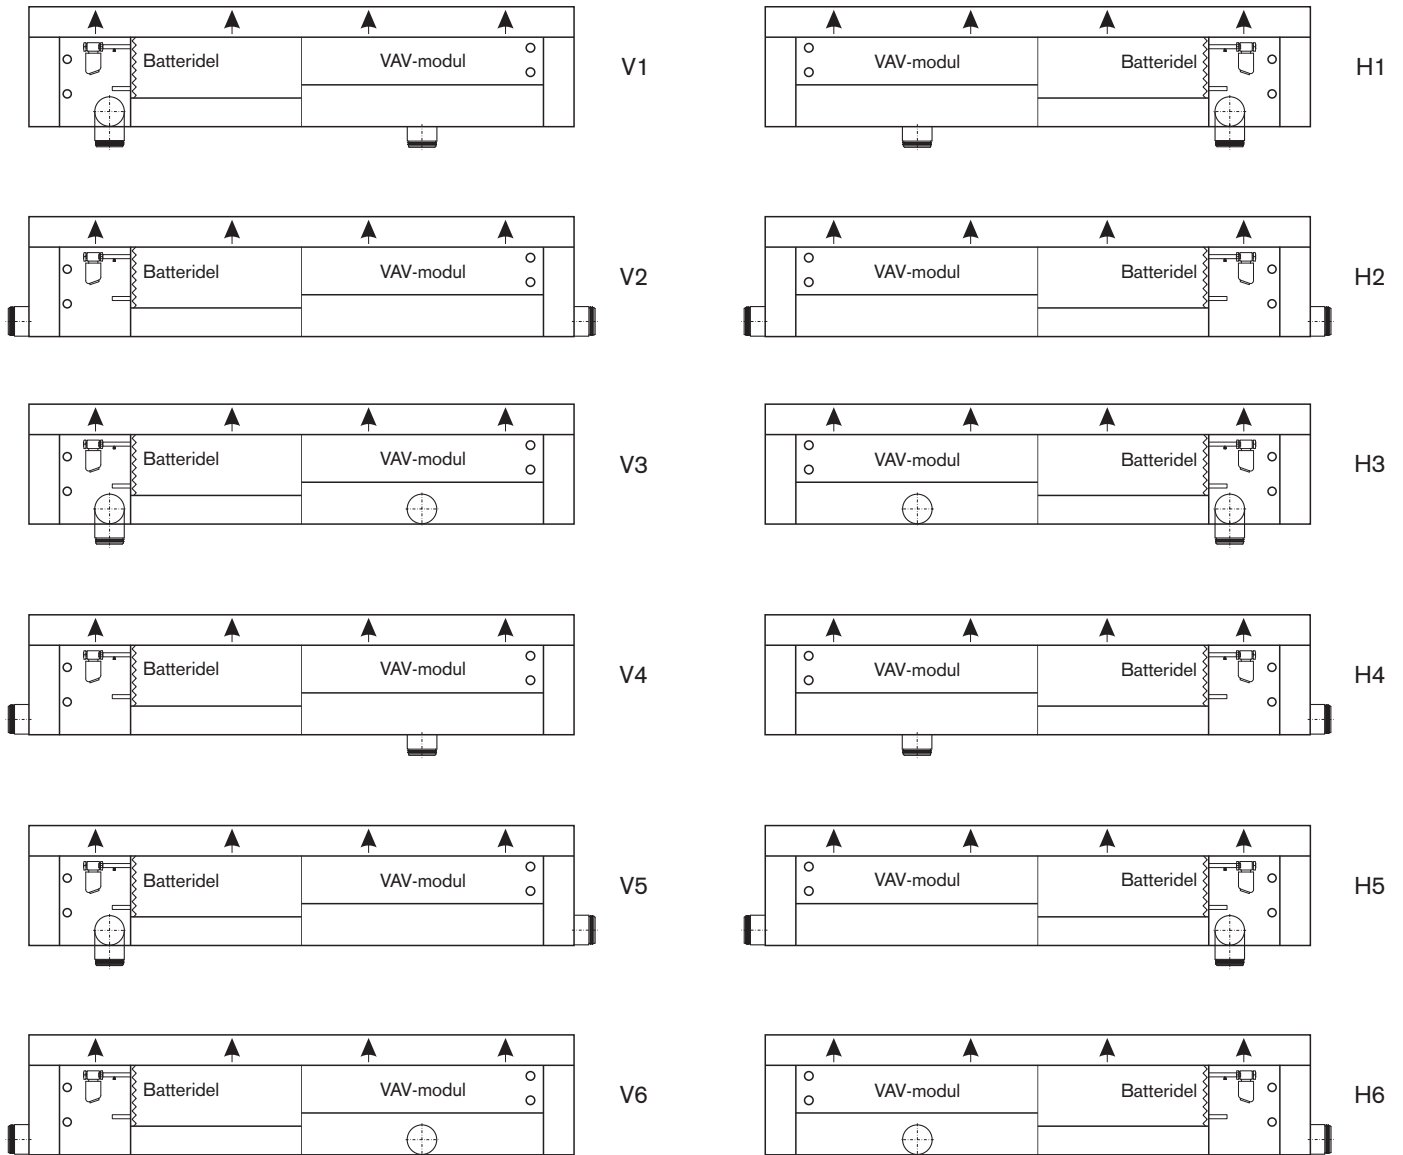 Batteridel VAV-modul V1
VAV-modul Batteridel H1
Batteridel VAV-modul V2
VAV-modul Batteridel H2
Batteridel VAV-modul V3
VAV-modul Batteridel H3
Batteridel VAV-modul V4
VAV-modul Batteridel H4
Batteridel VAV-modul V5
VAV-modul Batteridel H5
Batteridel VAV-modul V6
VAV-modul Batteridel H6